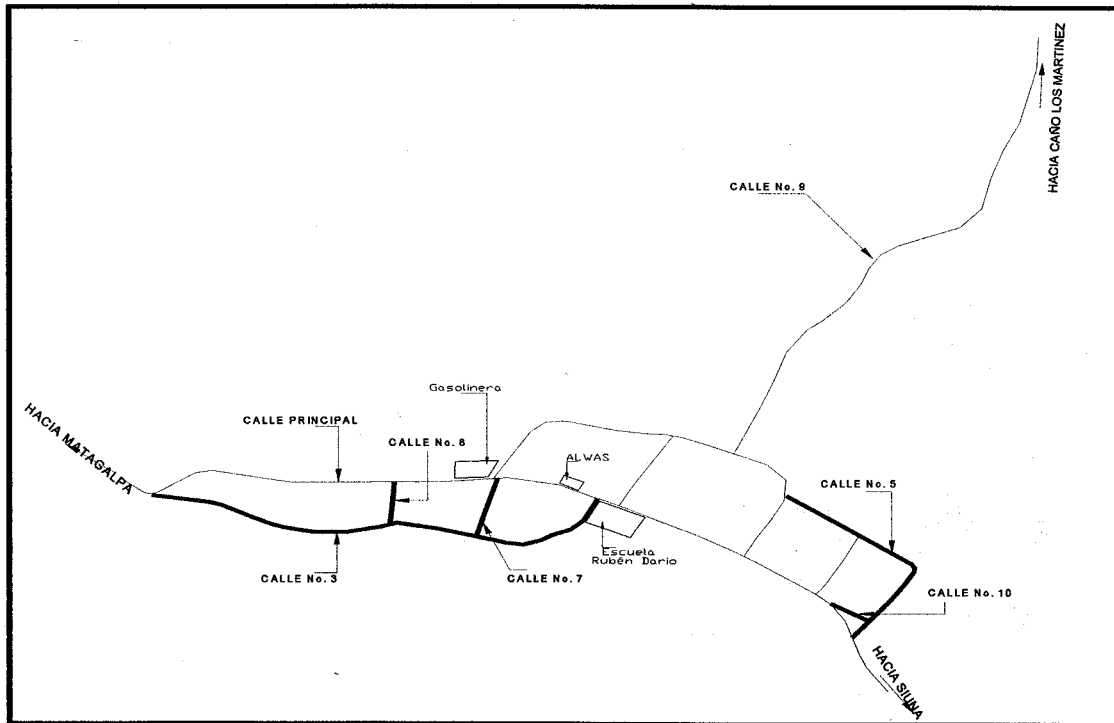 HACIA CAÑO LOS MARTINEZ
CALLE No. 9
Gasolinera
HACIA MATAGALPA
CALLE PRINCIPAL
CALLE No. 8
ALWAS
CALLE No. 5
Escuela
Rubén Dario
CALLE No. 3
CALLE No. 7
CALLE No. 10
HACIA SIUNA